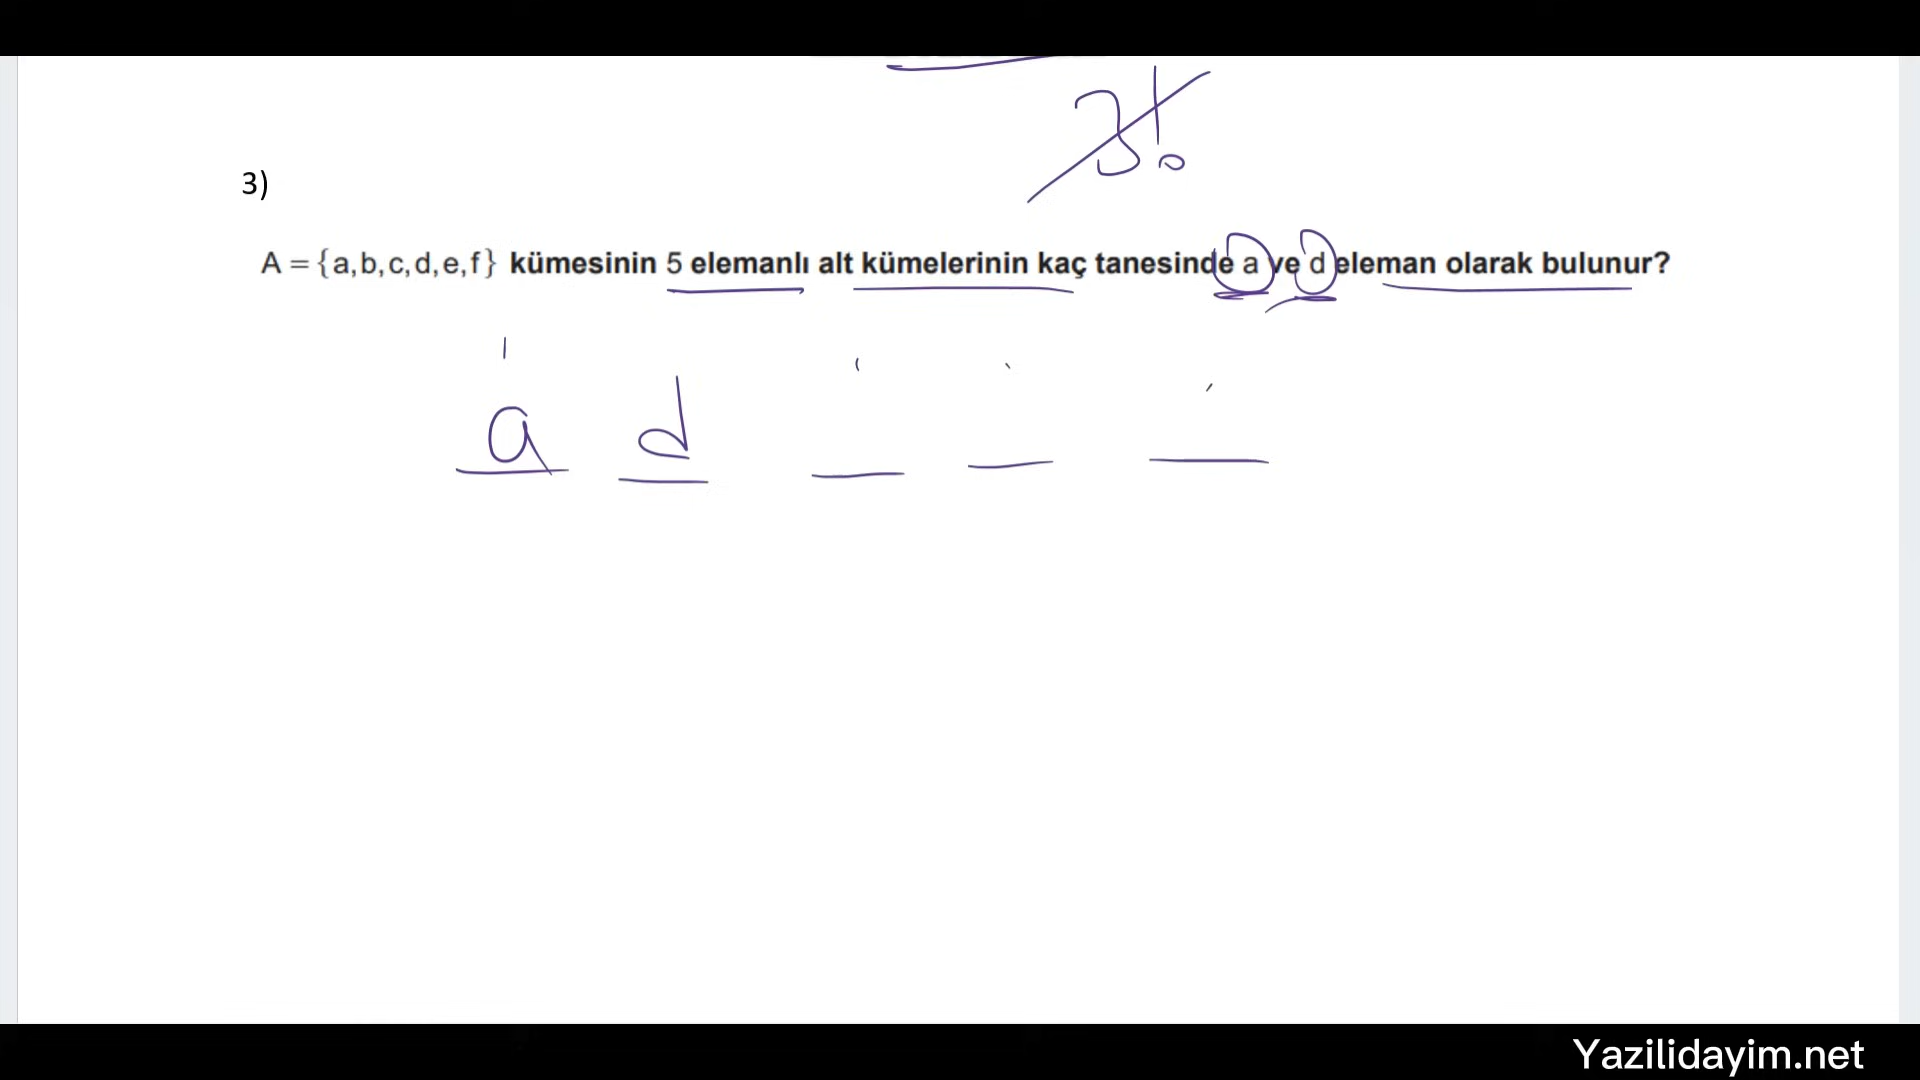 3!
3)
A = {a,b,c,d,e,f} kümesinin 5 elemanlı alt kümelerinin kaç tanesinde a ve d eleman olarak bulunur?
a d
Yazilidayim.net